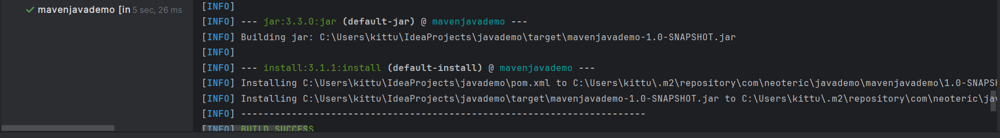 mavenjavademo [in 5 sec, 26 ms
[INFO]
[INFO] --- jar:3.3.0:jar (default-jar) @ mavenjavademo ---
[INFO] Building jar: C:\Users\kittu\IdeaProjects\javademo\target\mavenjavademo-1.0-SNAPSHOT.jar
[INFO]
[INFO] --- install:3.1.1:install (default-install) @ mavenjavademo ---
[INFO] Installing C:\Users\kittu\IdeaProjects\javademo\pom.xml to C:\Users\kittu\.m2\repository\com\neoteric\javademo\mavenjavademo\1.0-SNAPSH
[INFO] Installing C:\Users\kittu\IdeaProjects\javademo\target\mavenjavademo-1.0-SNAPSHOT.jar to C:\Users\kittu\.m2\repository\com\neoteric\jav
[INFO] ------------------------------------------------------------------------
[INFO] BUILD SUCCESS